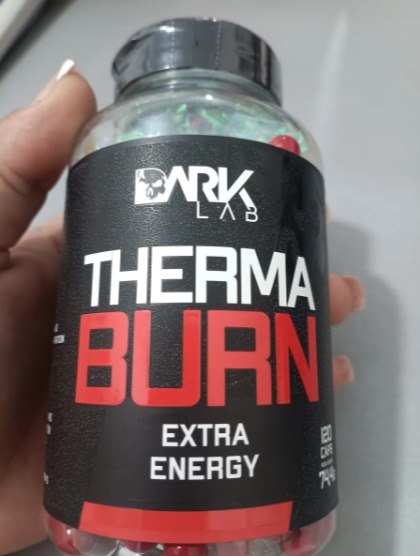 DARK
LAB
THERMA
BURN
EXTRA
ENERGY
120
CAPS